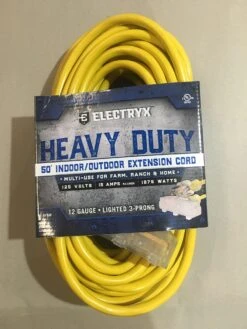 ELECTRYX
HEAVY DUTY
50' INDOOR/OUTDOOR EXTENSION CORD
• MULTI-USE FOR FARM, RANCH & HOME •
125 VOLTS / 15 AMPS / 1875 WATTS
12 GAUGE • LIGHTED 3-PRONG